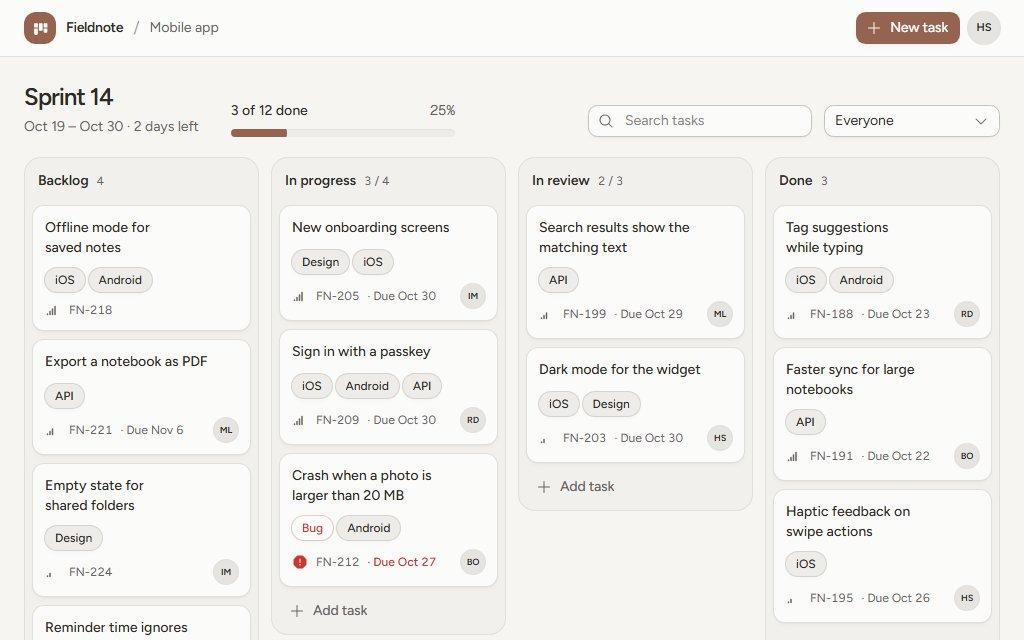 Fieldnote / Mobile app
New task
HS
Sprint 14
Oct 19 – Oct 30 · 2 days left
3 of 12 done 25%
Search tasks
Everyone
Backlog 4
Offline mode for
saved notes
iOS Android
FN-218
Export a notebook as PDF
API
FN-221 · Due Nov 6 ML
Empty state for
shared folders
Design
FN-224 IM
Reminder time ignores
In progress 3 / 4
New onboarding screens
Design iOS
FN-205 · Due Oct 30 IM
Sign in with a passkey
iOS Android API
FN-209 · Due Oct 30 RD
Crash when a photo is
larger than 20 MB
Bug Android
FN-212 · Due Oct 27 BO
Add task
In review 2 / 3
Search results show the
matching text
API
FN-199 · Due Oct 29 ML
Dark mode for the widget
iOS Design
FN-203 · Due Oct 30 HS
Add task
Done 3
Tag suggestions
while typing
iOS Android
FN-188 · Due Oct 23 RD
Faster sync for large
notebooks
API
FN-191 · Due Oct 22 BO
Haptic feedback on
swipe actions
iOS
FN-195 · Due Oct 26 HS